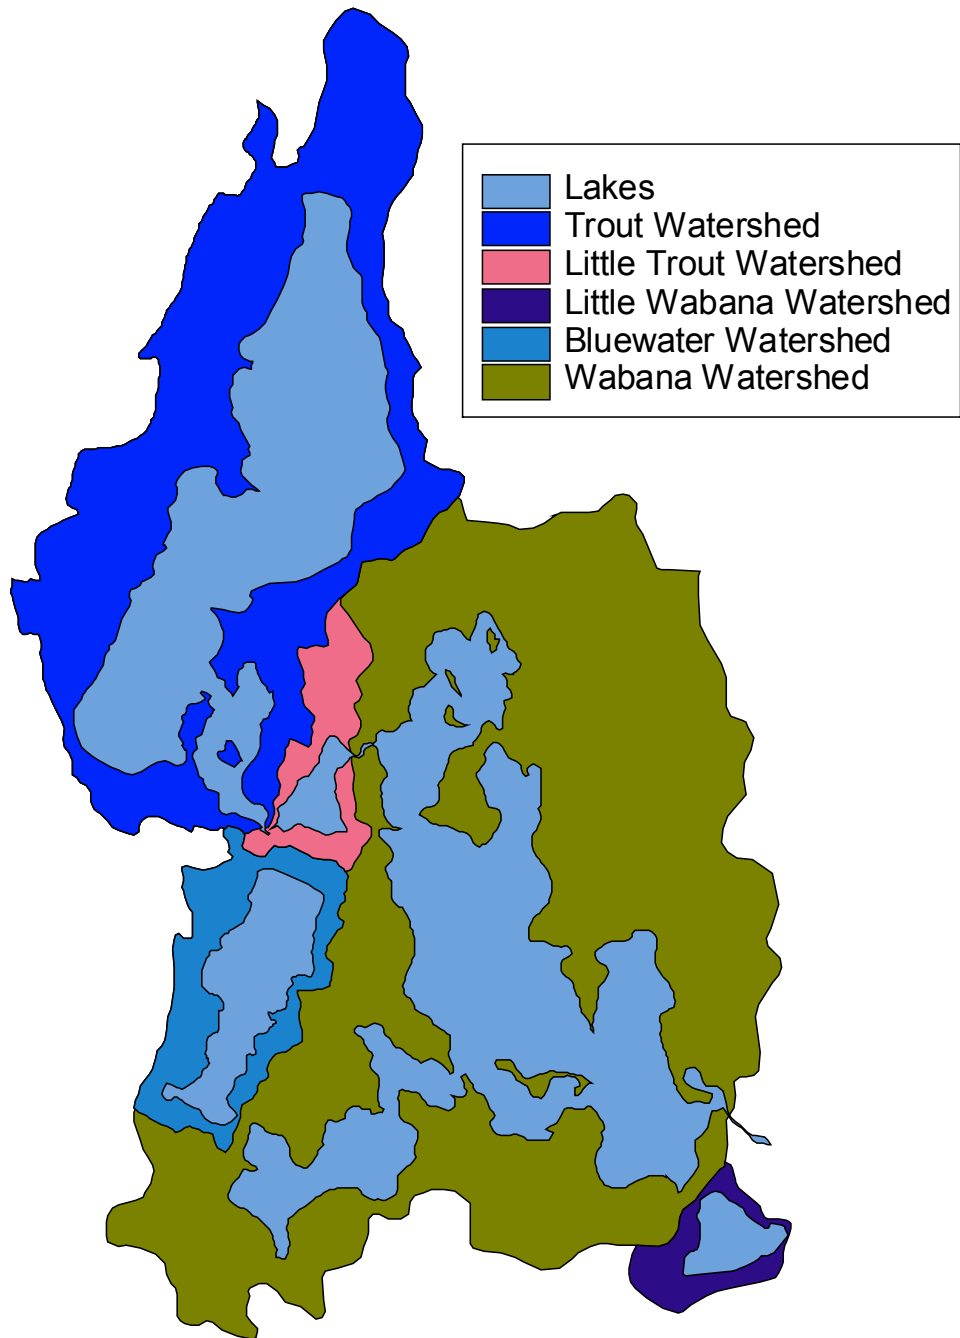 Lakes
Trout Watershed
Little Trout Watershed
Little Wabana Watershed
Bluewater Watershed
Wabana Watershed